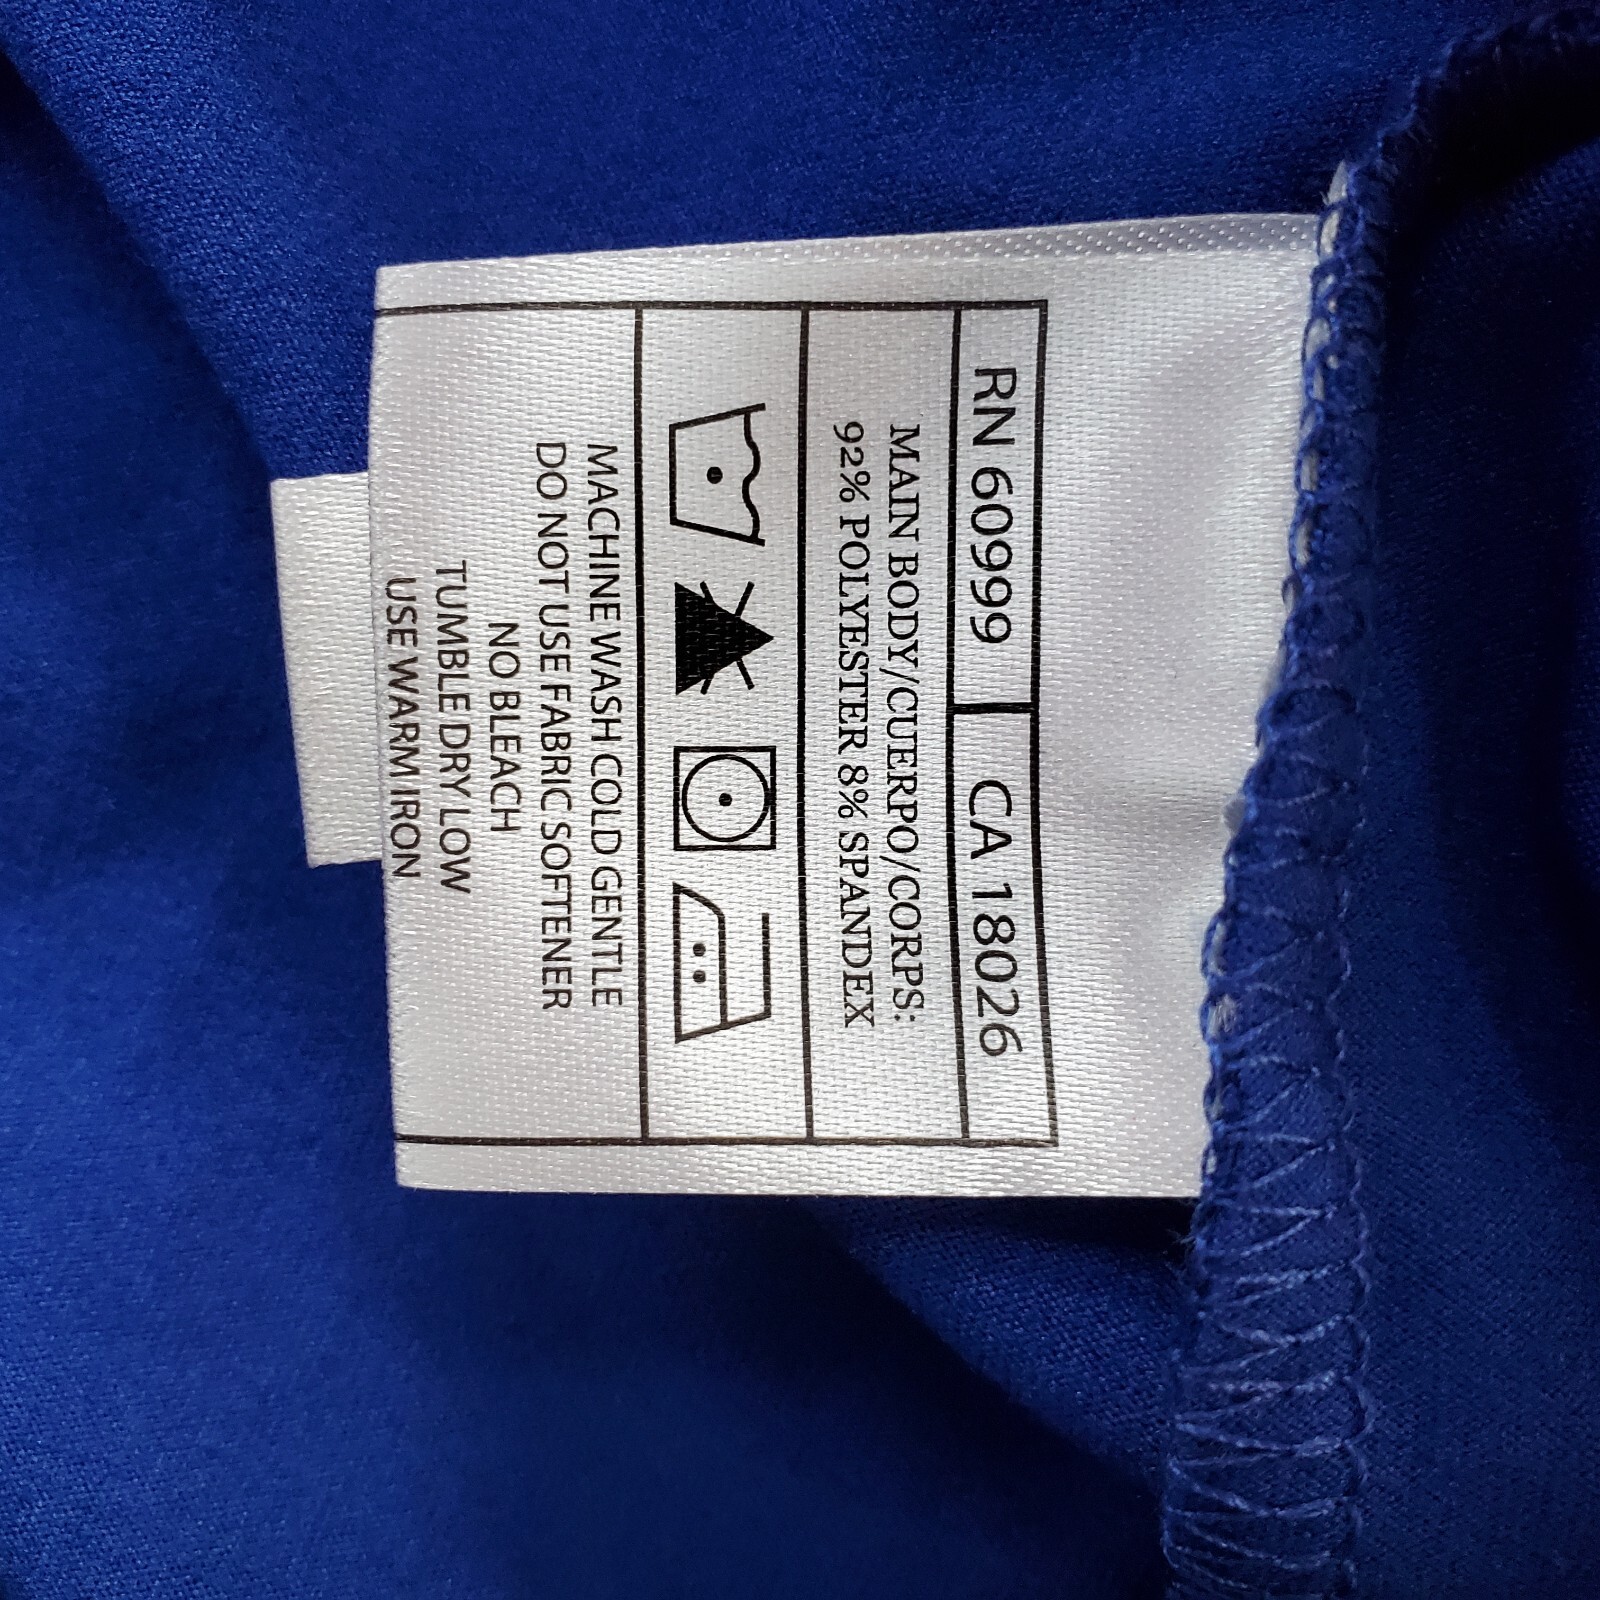 RN 60999 CA 18026
MAIN BODY/CUERPO/CORPS:
92% POLYESTER 8% SPANDEX
MACHINE WASH COLD GENTLE
DO NOT USE FABRIC SOFTENER
NO BLEACH
TUMBLE DRY LOW
USE WARM IRON